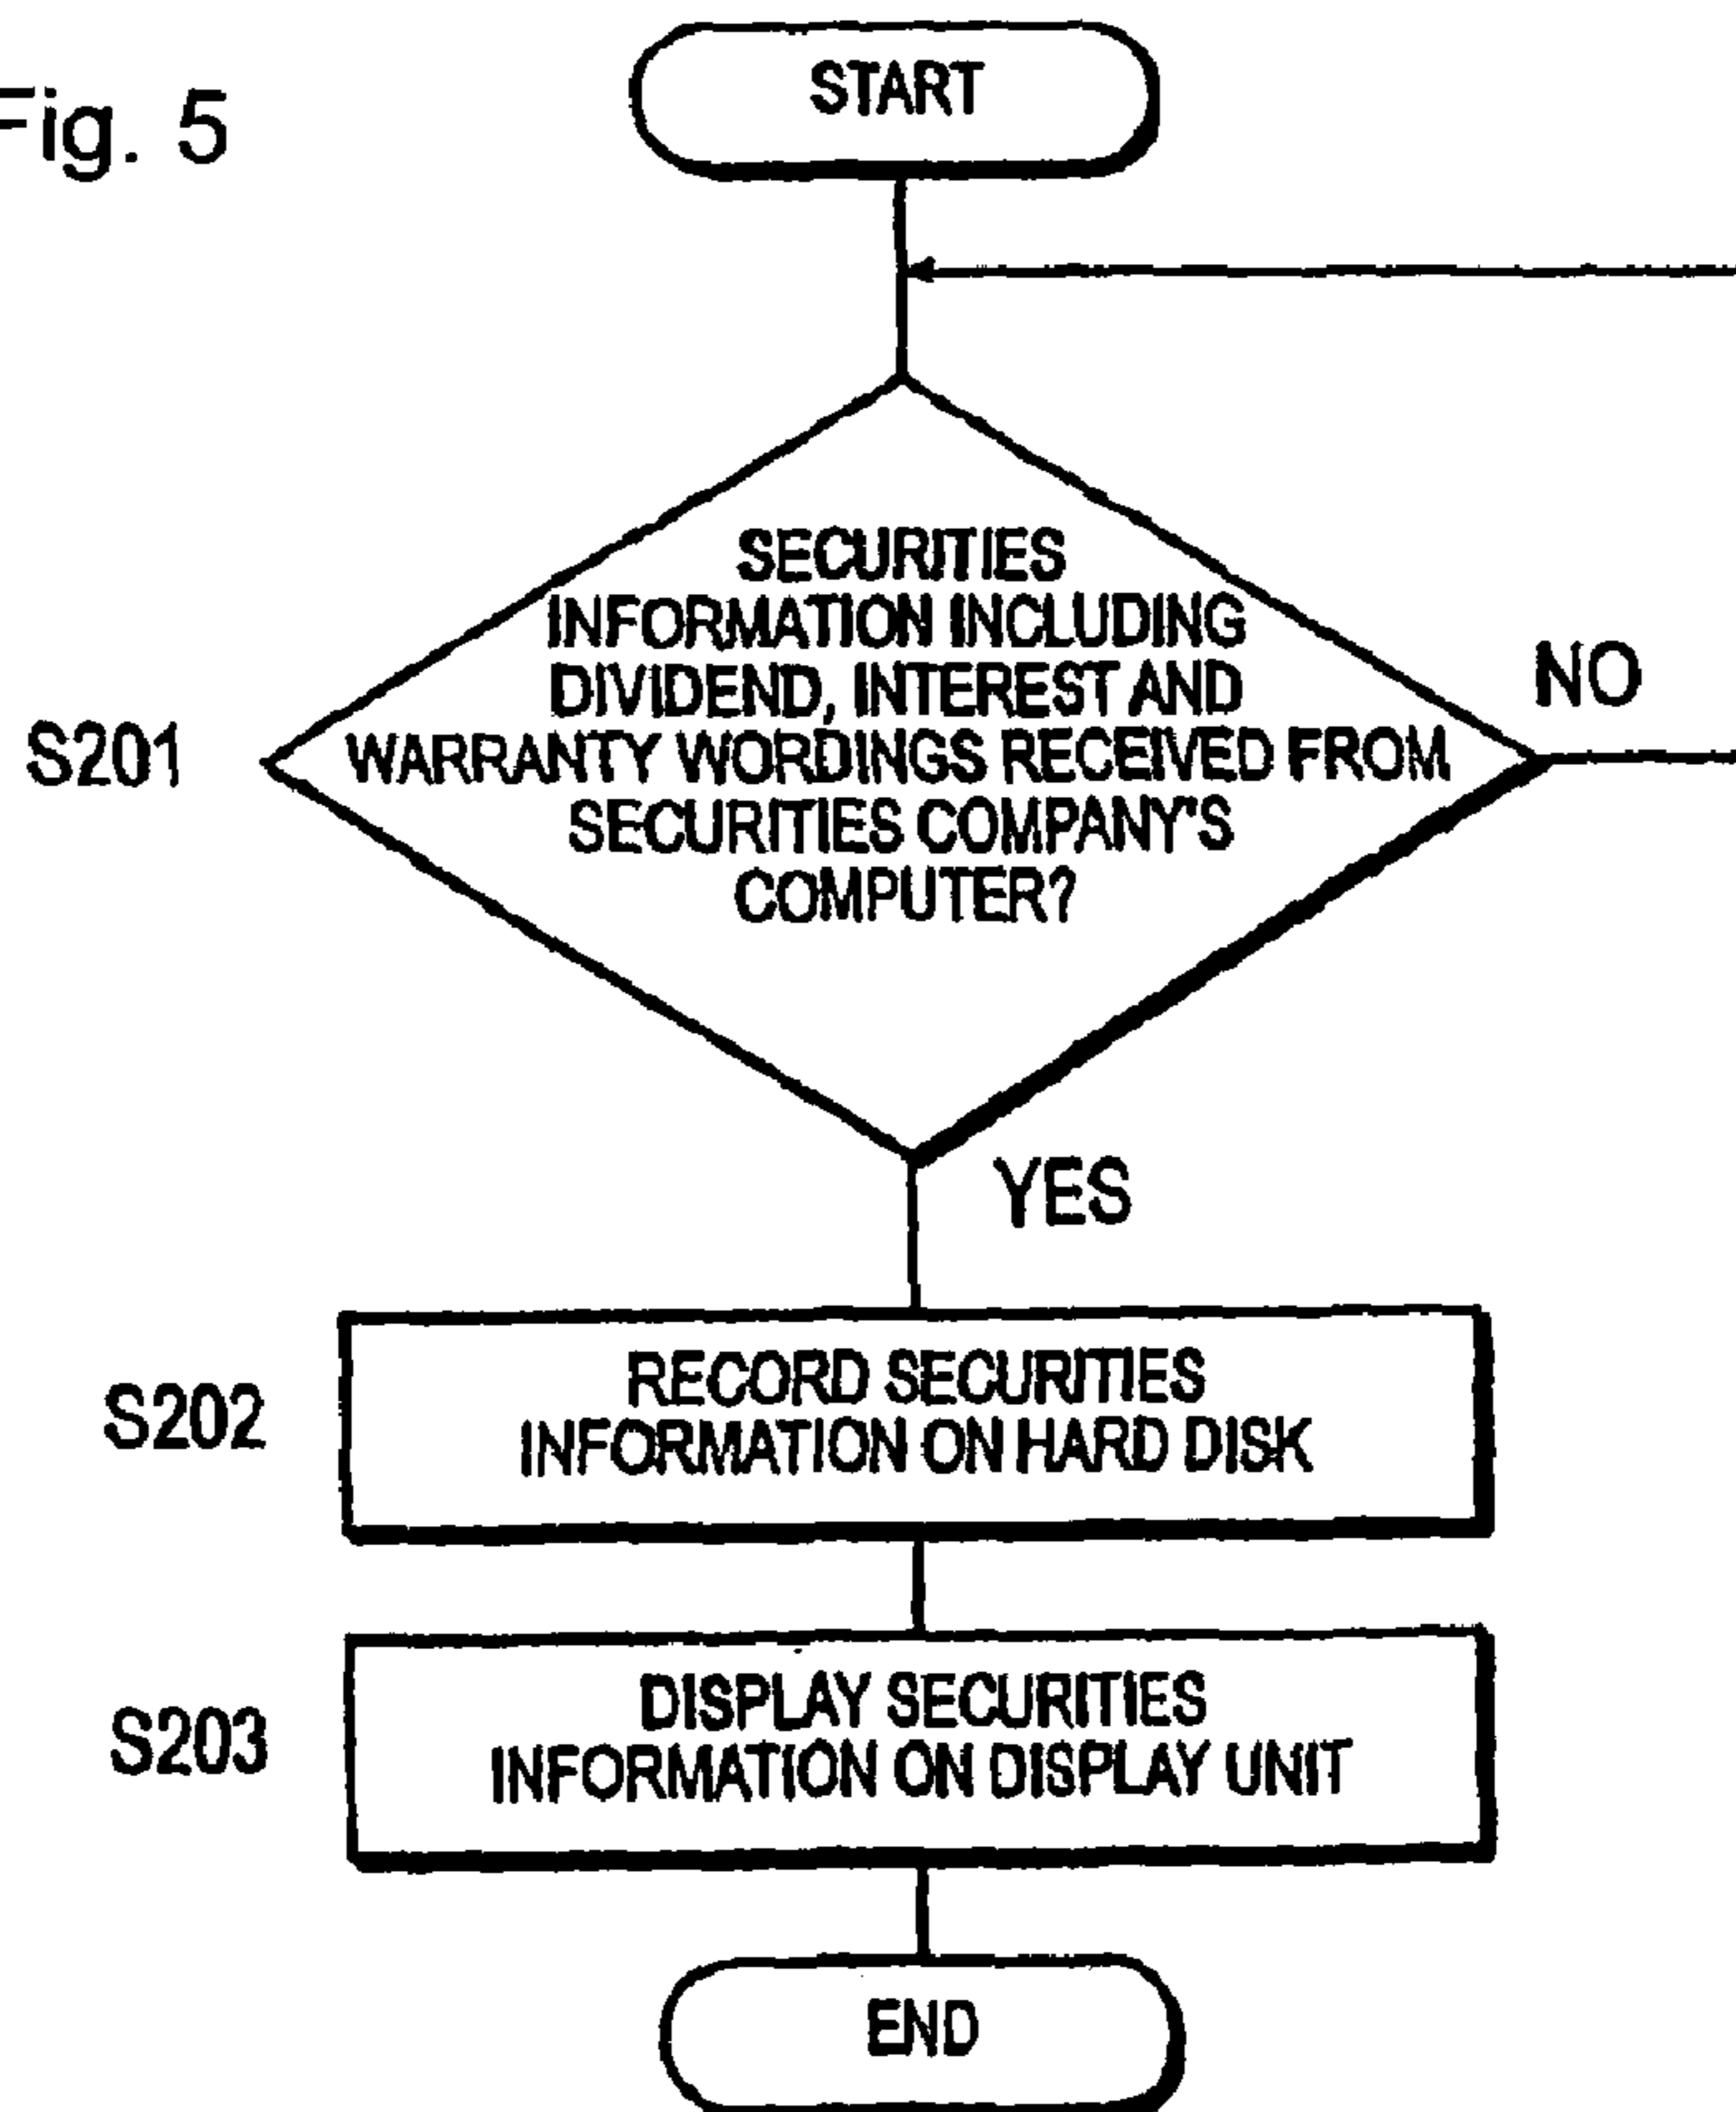 Fig. 5
START
SECURITIES
INFORMATION INCLUDING
DIVIDEND, INTEREST AND
WARRANTY WORDINGS RECEIVED FROM
SECURITIES COMPANY'S
COMPUTER?
S201
NO
YES
S202
RECORD SECURITIES
INFORMATION ON HARD DISK
S203
DISPLAY SECURITIES
INFORMATION ON DISPLAY UNIT
END